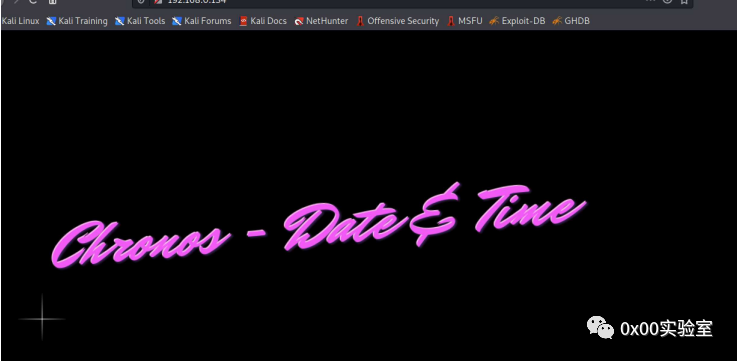 192.168.0.134
Kali Linux Kali Training Kali Tools Kali Forums Kali Docs NetHunter Offensive Security MSFU Exploit-DB GHDB
Chronos - Date & Time
0x00实验室